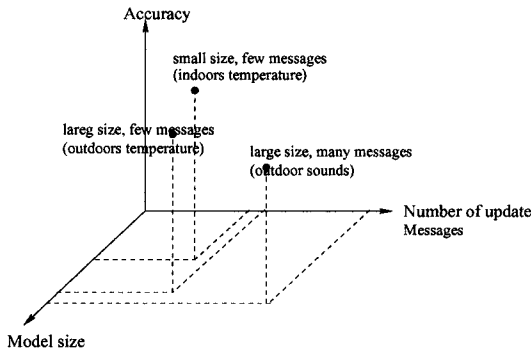 Accuracy
small size, few messages
(indoors temperature)
lareg size, few messages
(outdoors temperature)
large size, many messages
(outdoor sounds)
Number of update
Messages
Model size